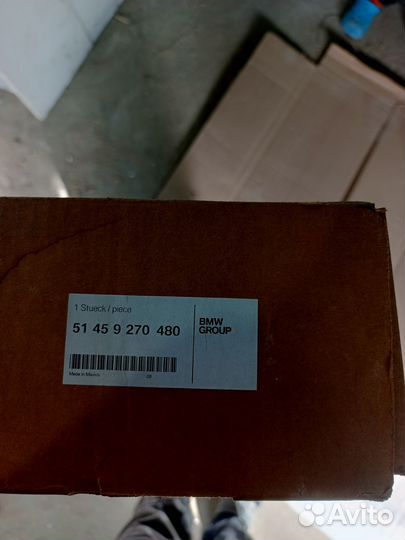 1 Stueck / piece
51 45 9 270 480
BMW
GROUP
Made in Mexico
Avito